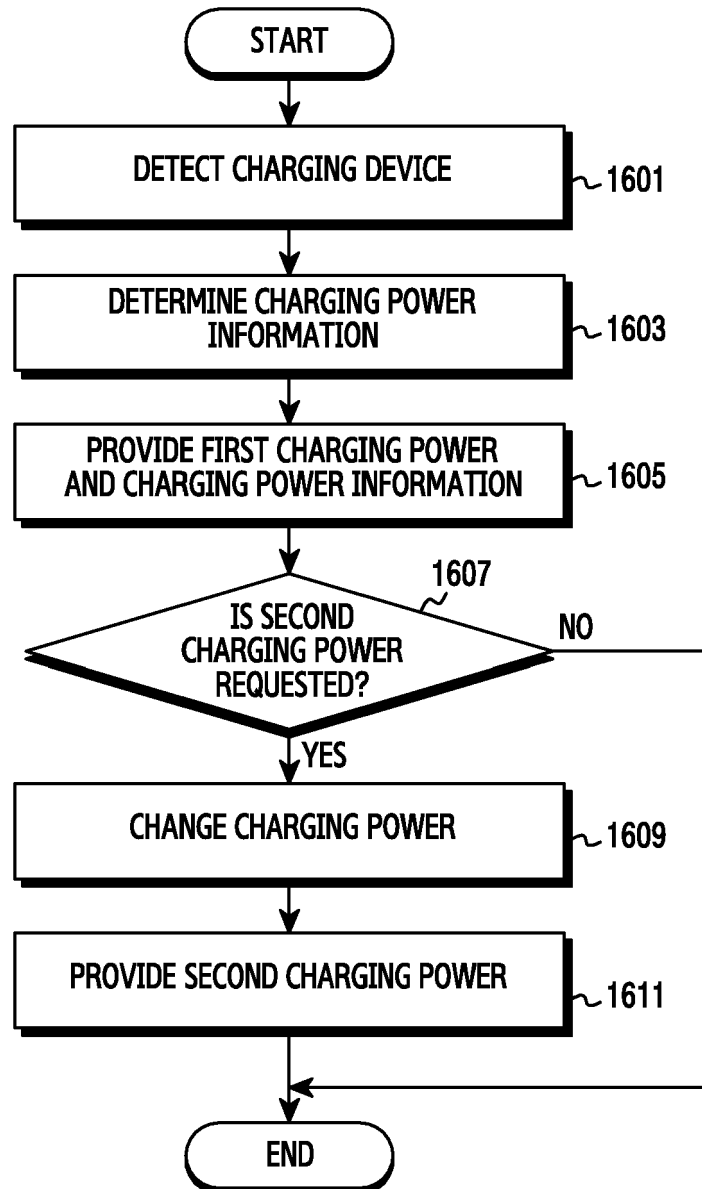 START
DETECT CHARGING DEVICE
1601
DETERMINE CHARGING POWER
INFORMATION
1603
PROVIDE FIRST CHARGING POWER
AND CHARGING POWER INFORMATION
1605
1607
IS SECOND
CHARGING POWER
REQUESTED?
NO
YES
CHANGE CHARGING POWER
1609
PROVIDE SECOND CHARGING POWER
1611
END